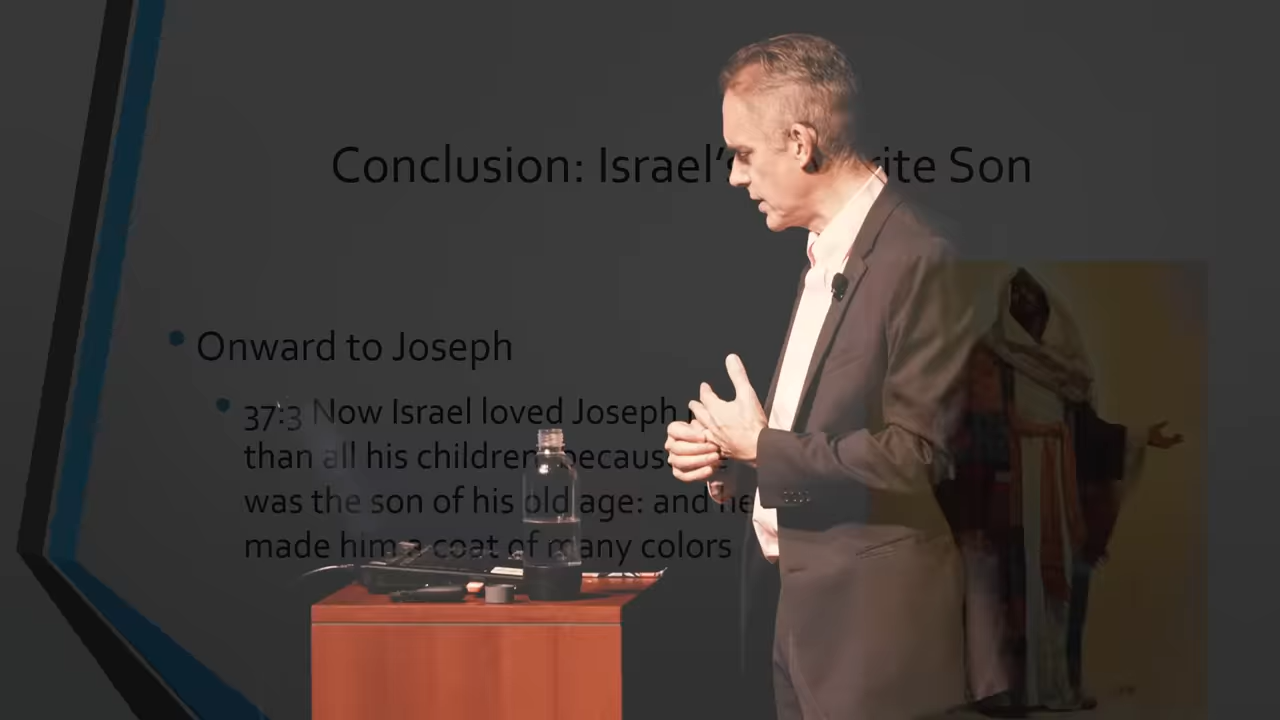 Conclusion: Israel's Son
Onward to Joseph
37:3 Now Israel loved Joseph
than all his children because
was the son of his old age: and he
made him a coat of many colors